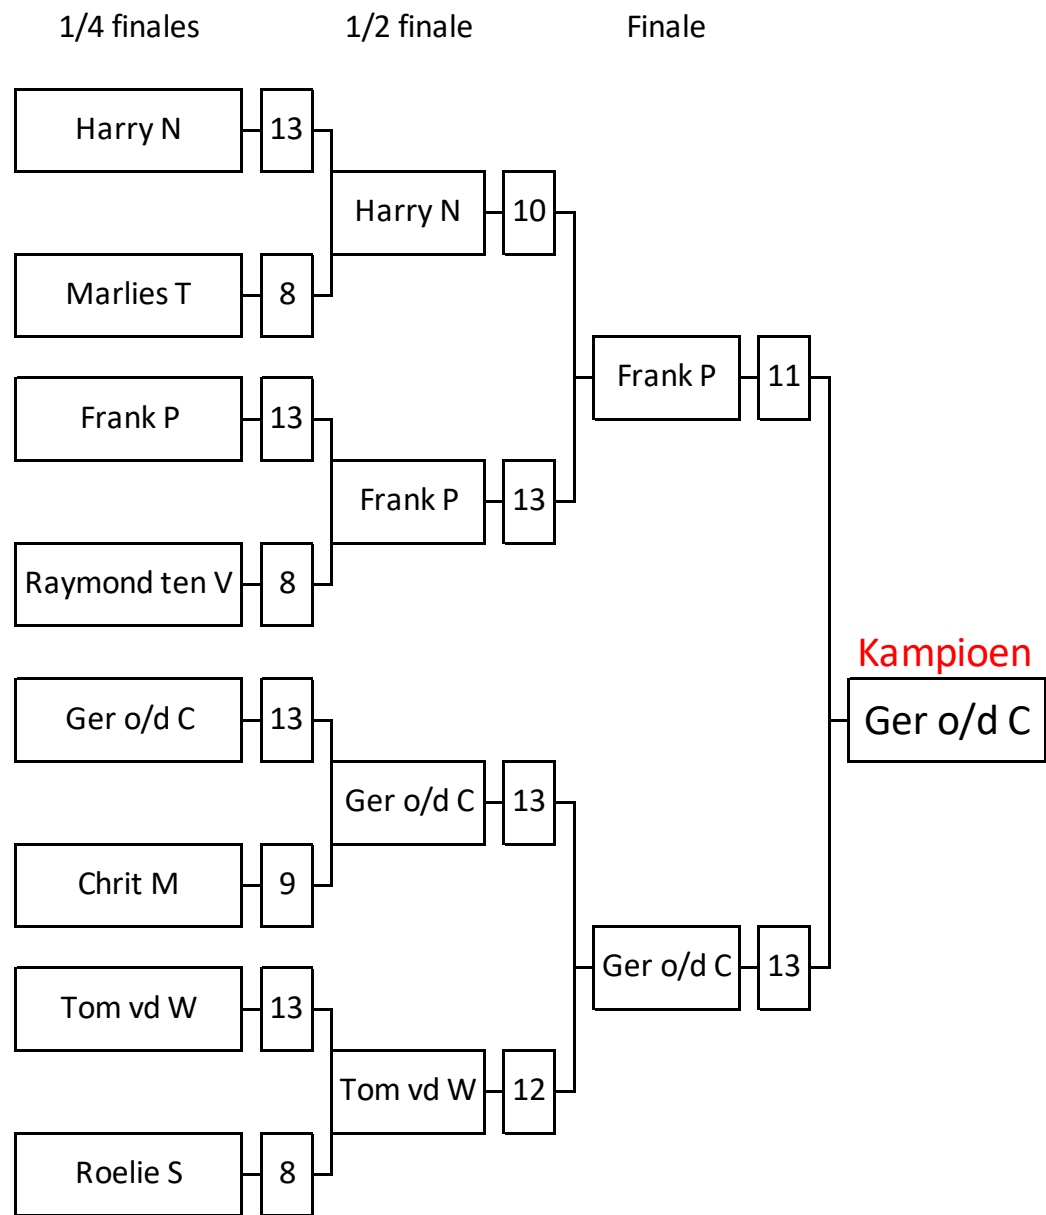 1/4 finales 1/2 finale Finale
Harry N 13
Harry N 10
Marlies T 8
Frank P 11
Frank P 13
Frank P 13
Raymond ten V 8
Kampioen
Ger o/d C 13
Ger o/d C
Ger o/d C 13
Chrit M 9
Ger o/d C 13
Tom vd W 13
Tom vd W 12
Roelie S 8